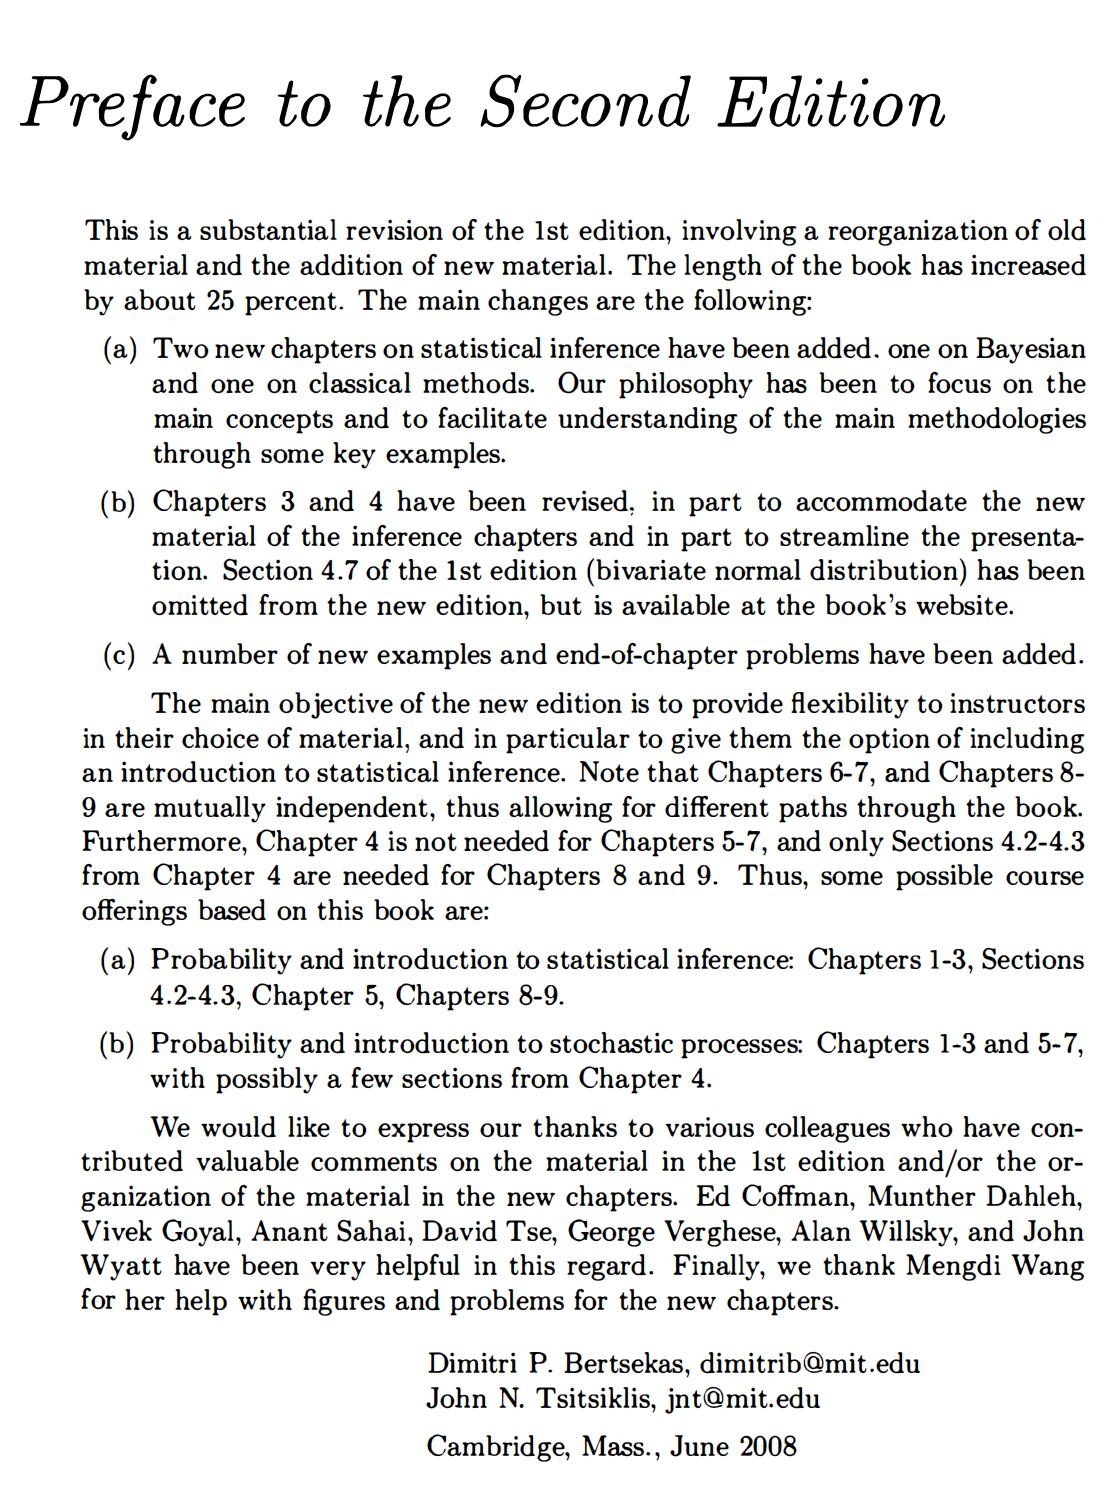 Preface to the Second Edition
This is a substantial revision of the 1st edition, involving a reorganization of old
material and the addition of new material. The length of the book has increased
by about 25 percent. The main changes are the following:
(a) Two new chapters on statistical inference have been added. one on Bayesian
and one on classical methods. Our philosophy has been to focus on the
main concepts and to facilitate understanding of the main methodologies
through some key examples.
(b) Chapters 3 and 4 have been revised, in part to accommodate the new
material of the inference chapters and in part to streamline the presenta-
tion. Section 4.7 of the 1st edition (bivariate normal distribution) has been
omitted from the new edition, but is available at the book's website.
(c) A number of new examples and end-of-chapter problems have been added.
The main objective of the new edition is to provide flexibility to instructors
in their choice of material, and in particular to give them the option of including
an introduction to statistical inference. Note that Chapters 6-7, and Chapters 8-
9 are mutually independent, thus allowing for different paths through the book.
Furthermore, Chapter 4 is not needed for Chapters 5-7, and only Sections 4.2-4.3
from Chapter 4 are needed for Chapters 8 and 9. Thus, some possible course
offerings based on this book are:
(a) Probability and introduction to statistical inference: Chapters 1-3, Sections
4.2-4.3, Chapter 5, Chapters 8-9.
(b) Probability and introduction to stochastic processes: Chapters 1-3 and 5-7,
with possibly a few sections from Chapter 4.
We would like to express our thanks to various colleagues who have con-
tributed valuable comments on the material in the 1st edition and/or the or-
ganization of the material in the new chapters. Ed Coffman, Munther Dahleh,
Vivek Goyal, Anant Sahai, David Tse, George Verghese, Alan Willsky, and John
Wyatt have been very helpful in this regard. Finally, we thank Mengdi Wang
for her help with figures and problems for the new chapters.
Dimitri P. Bertsekas, dimitrib@mit.edu
John N. Tsitsiklis, jnt@mit.edu
Cambridge, Mass., June 2008